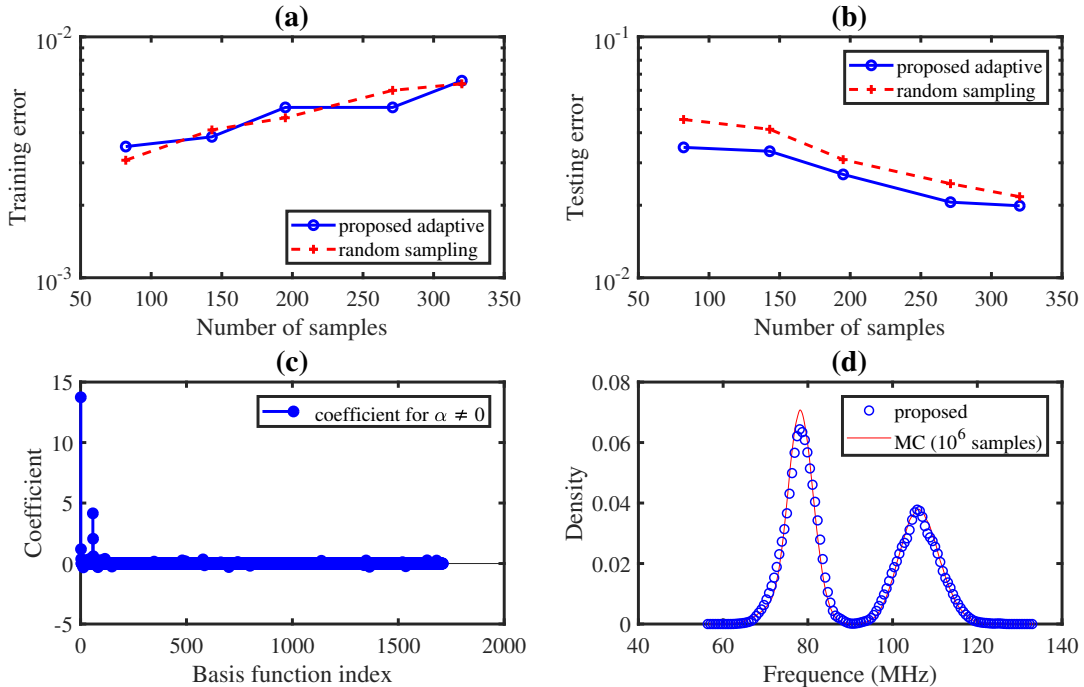 (a)
10^-2
10^-3
Training error
50 100 150 200 250 300 350
Number of samples
proposed adaptive
random sampling
(b)
10^-1
10^-2
Testing error
50 100 150 200 250 300 350
Number of samples
proposed adaptive
random sampling
(c)
15
10
5
0
-5
Coefficient
0 500 1000 1500 2000
Basis function index
coefficient for α ≠ 0
(d)
0.08
0.06
0.04
0.02
0
Density
40 60 80 100 120 140
Frequence (MHz)
proposed
MC (10^6 samples)